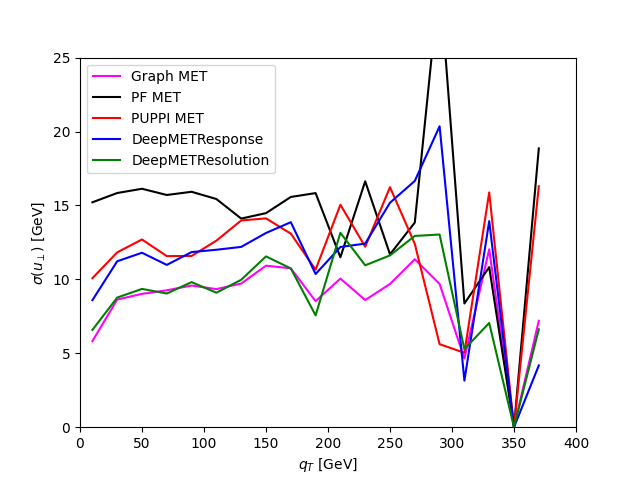 25
20
15
10
5
0
σ(u⊥) [GeV]
Graph MET
PF MET
PUPPI MET
DeepMETResponse
DeepMETResolution
0 50 100 150 200 250 300 350 400
qT [GeV]